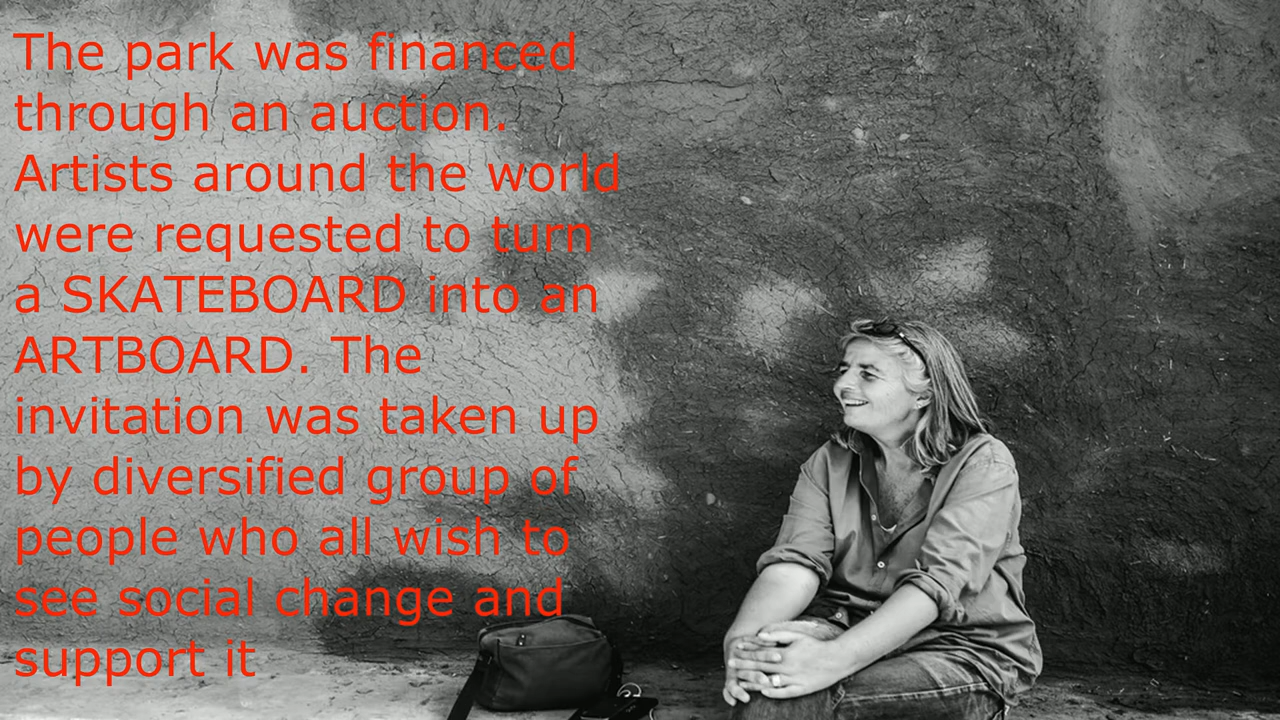 The park was financed
through an auction.
Artists around the world
were requested to turn
a SKATEBOARD into an
ARTBOARD. The
invitation was taken up
by diversified group of
people who all wish to
see social change and
support it